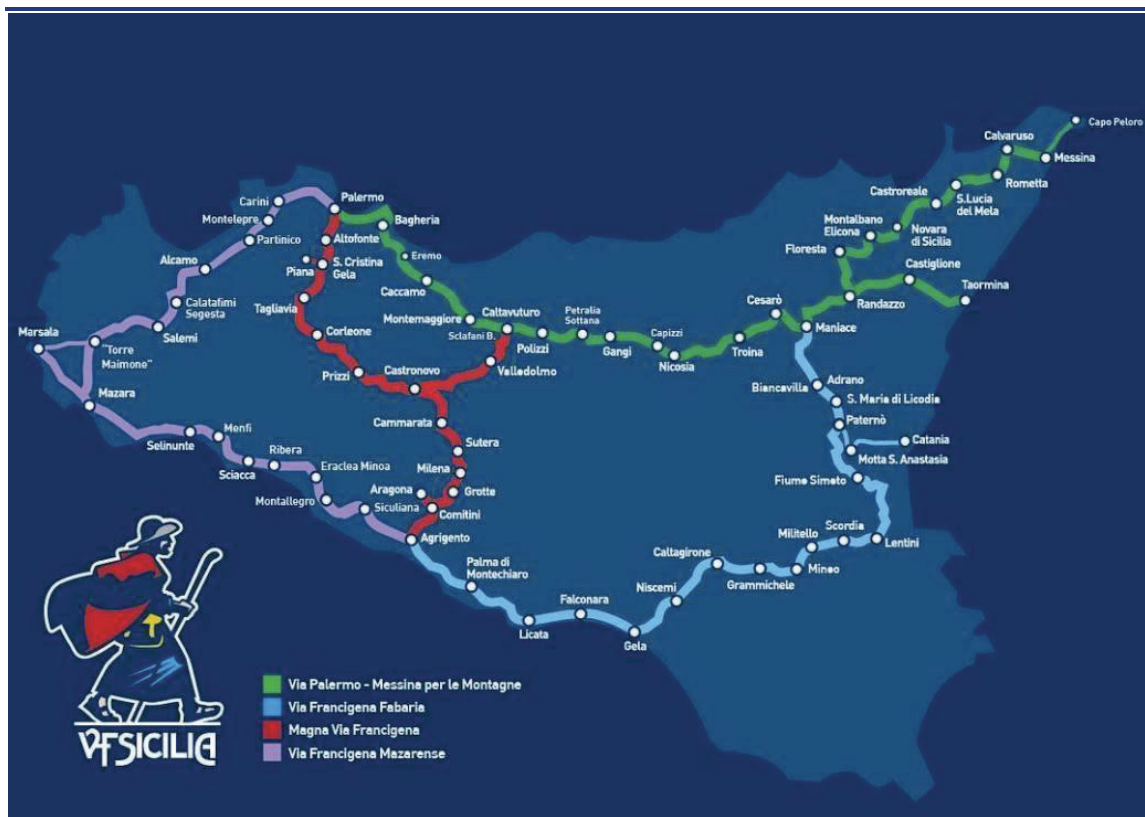 Capo Peloro
Calvaruso
Messina
Rometta
Castroreale
S.Lucia
del Mela
Montalbano
Elicona
Novara
di Sicilia
Floresta
Castiglione
Taormina
Randazzo
Cesarò
Maniace
Carini
Palermo
Montelepre
Bagheria
Partinico
Altofonte
Eremo
S. Cristina
Gela
Piana
Alcamo
Caccamo
Tagliavia
Calatafimi
Segesta
Montemaggiore
Caltavuturo
Petralia
Sottana
Sclafani B.
Polizzi
Gangi
Capizzi
Nicosia
Troina
Marsala
Salemi
Corleone
"Torre
Maimone"
Prizzi
Castronovo
Valledolmo
Biancavilla
Adrano
S. Maria di Licodia
Paternò
Mazara
Cammarata
Catania
Motta S. Anastasia
Selinunte
Menfi
Sutera
Ribera
Sciacca
Eraclea Minoa
Milena
Fiume Simeto
Aragona
Grotte
Montallegro
Siculiana
Comitini
Agrigento
Militello
Scordia
Lentini
Caltagirone
Mineo
Grammichele
Palma di
Montechiaro
Niscemi
Falconara
Licata
Gela
Via Palermo - Messina per le Montagne
Via Francigena Fabaria
Magna Via Francigena
Via Francigena Mazarense
VFSICILIA